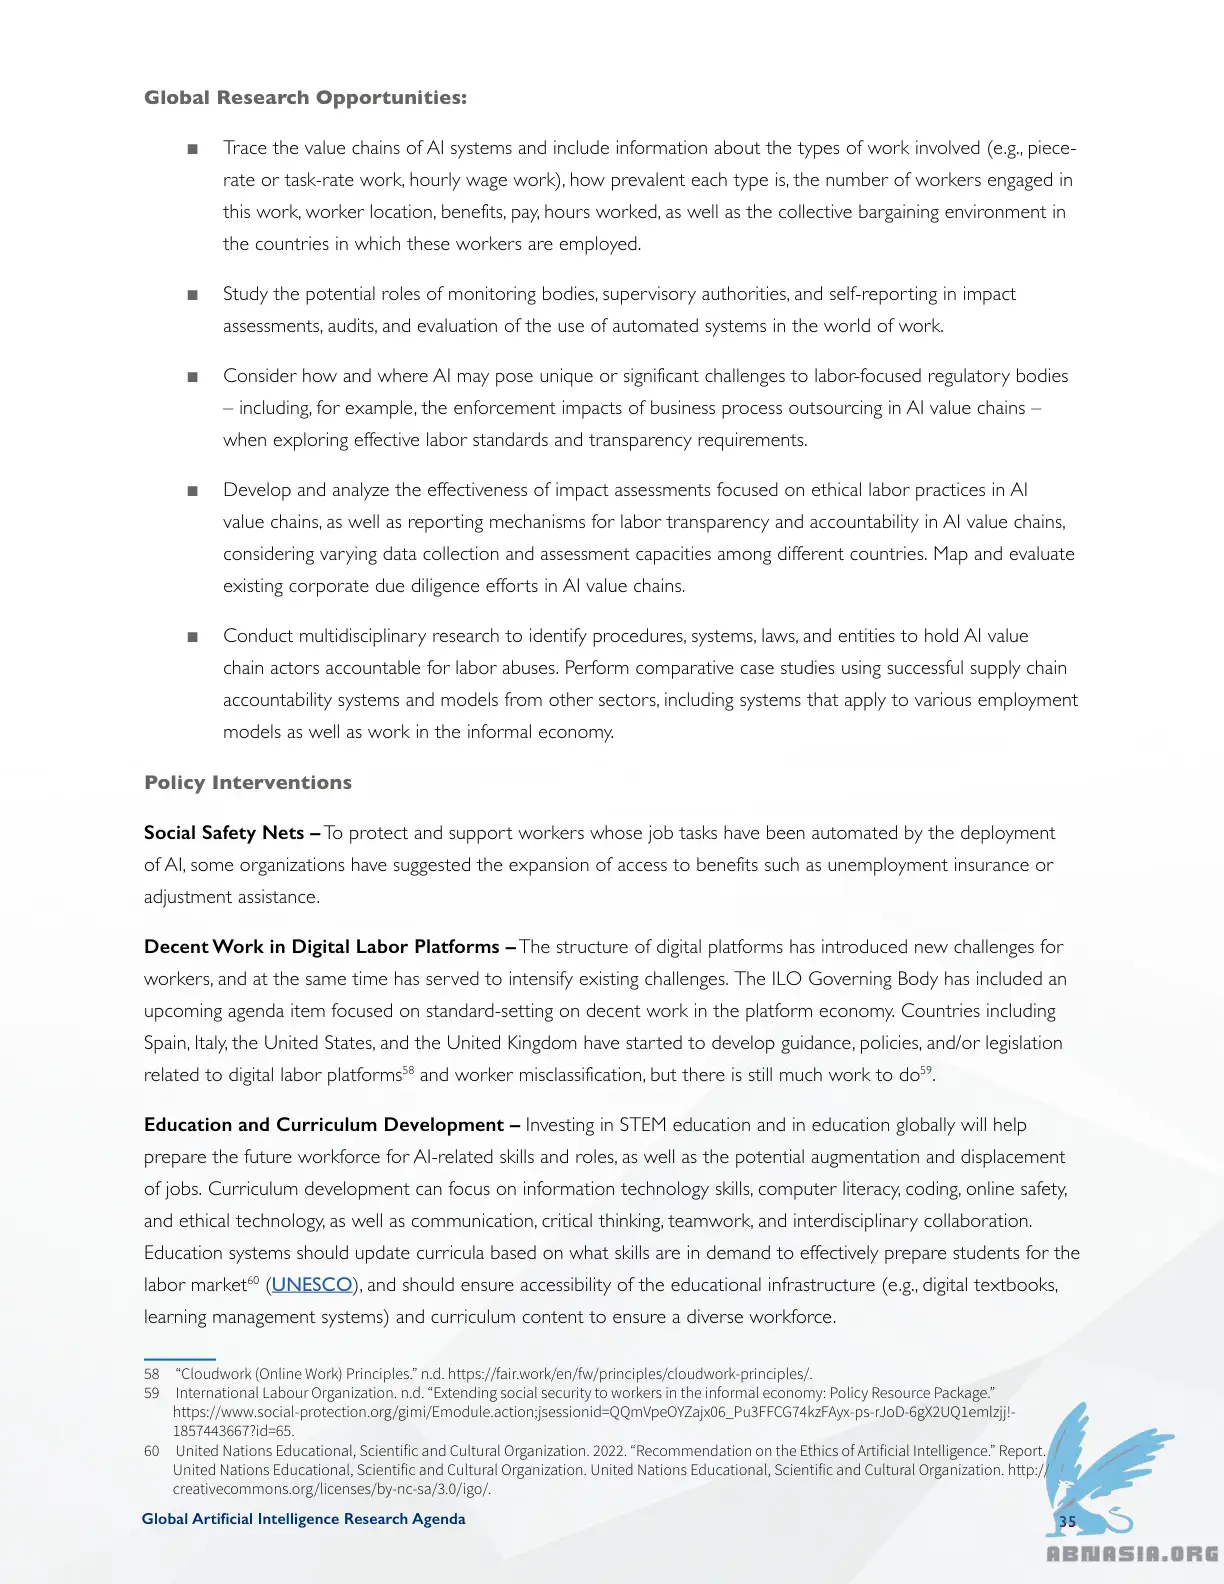 Global Research Opportunities:
■ Trace the value chains of AI systems and include information about the types of work involved (e.g., piece-
rate or task-rate work, hourly wage work), how prevalent each type is, the number of workers engaged in
this work, worker location, benefits, pay, hours worked, as well as the collective bargaining environment in
the countries in which these workers are employed.
■ Study the potential roles of monitoring bodies, supervisory authorities, and self-reporting in impact
assessments, audits, and evaluation of the use of automated systems in the world of work.
■ Consider how and where AI may pose unique or significant challenges to labor-focused regulatory bodies
– including, for example, the enforcement impacts of business process outsourcing in AI value chains –
when exploring effective labor standards and transparency requirements.
■ Develop and analyze the effectiveness of impact assessments focused on ethical labor practices in AI
value chains, as well as reporting mechanisms for labor transparency and accountability in AI value chains,
considering varying data collection and assessment capacities among different countries. Map and evaluate
existing corporate due diligence efforts in AI value chains.
■ Conduct multidisciplinary research to identify procedures, systems, laws, and entities to hold AI value
chain actors accountable for labor abuses. Perform comparative case studies using successful supply chain
accountability systems and models from other sectors, including systems that apply to various employment
models as well as work in the informal economy.
Policy Interventions
Social Safety Nets – To protect and support workers whose job tasks have been automated by the deployment
of AI, some organizations have suggested the expansion of access to benefits such as unemployment insurance or
adjustment assistance.
Decent Work in Digital Labor Platforms – The structure of digital platforms has introduced new challenges for
workers, and at the same time has served to intensify existing challenges. The ILO Governing Body has included an
upcoming agenda item focused on standard-setting on decent work in the platform economy. Countries including
Spain, Italy, the United States, and the United Kingdom have started to develop guidance, policies, and/or legislation
related to digital labor platforms58 and worker misclassification, but there is still much work to do59.
Education and Curriculum Development – Investing in STEM education and in education globally will help
prepare the future workforce for AI-related skills and roles, as well as the potential augmentation and displacement
of jobs. Curriculum development can focus on information technology skills, computer literacy, coding, online safety,
and ethical technology, as well as communication, critical thinking, teamwork, and interdisciplinary collaboration.
Education systems should update curricula based on what skills are in demand to effectively prepare students for the
labor market60 (UNESCO), and should ensure accessibility of the educational infrastructure (e.g., digital textbooks,
learning management systems) and curriculum content to ensure a diverse workforce.
58 “Cloudwork (Online Work) Principles.” n.d. https://fair.work/en/fw/principles/cloudwork-principles/.
59 International Labour Organization. n.d. “Extending social security to workers in the informal economy: Policy Resource Package.”
https://www.social-protection.org/gimi/Emodule.action;jsessionid=QQmVpeOYZajx06_Pu3FFCG74kzFAyx-ps-rJoD-6gX2UQ1emlzjj!-
1857443667?id=65.
60 United Nations Educational, Scientific and Cultural Organization. 2022. “Recommendation on the Ethics of Artificial Intelligence.” Report.
United Nations Educational, Scientific and Cultural Organization. United Nations Educational, Scientific and Cultural Organization. http://
creativecommons.org/licenses/by-nc-sa/3.0/igo/.
Global Artificial Intelligence Research Agenda
35
ABNASIA.ORG